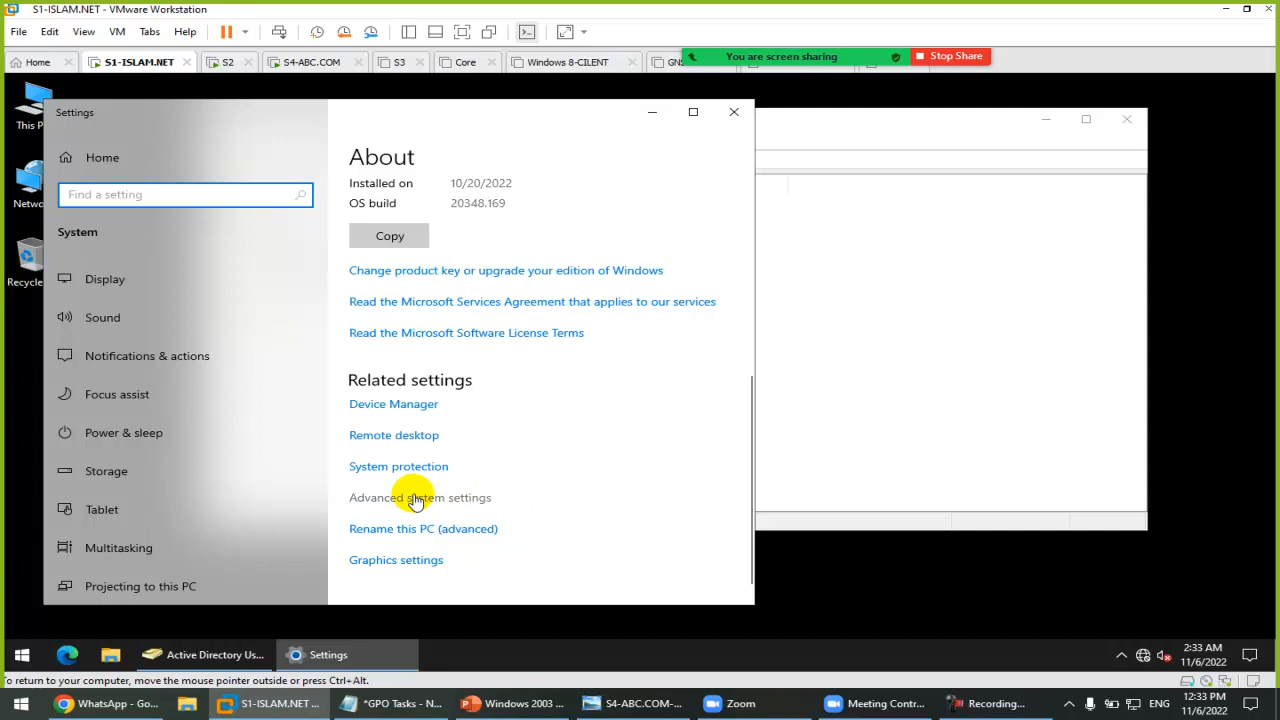 S1-ISLAM.NET - VMware Workstation
File Edit View VM Tabs Help
Home
S1-ISLAM.NET
S2
S4-ABC.COM
S3
Core
Windows 8-CILENT
You are screen sharing
Stop Share
This P
Netw
Recycle
Settings
Home
Find a setting
System
Display
Sound
Notifications & actions
Focus assist
Power & sleep
Storage
Tablet
Multitasking
Projecting to this PC
About
Installed on 10/20/2022
OS build 20348.169
Copy
Change product key or upgrade your edition of Windows
Read the Microsoft Services Agreement that applies to our services
Read the Microsoft Software License Terms
Related settings
Device Manager
Remote desktop
System protection
Advanced system settings
Rename this PC (advanced)
Graphics settings
Active Directory Us...
Settings
2:33 AM
11/6/2022
To return to your computer, move the mouse pointer outside or press Ctrl+Alt.
WhatsApp - Go...
S1-ISLAM.NET ...
*GPO Tasks - N...
Windows 2003 ...
S4-ABC.COM-...
Zoom
Meeting Contr...
Recording...
ENG
12:33 PM
11/6/2022